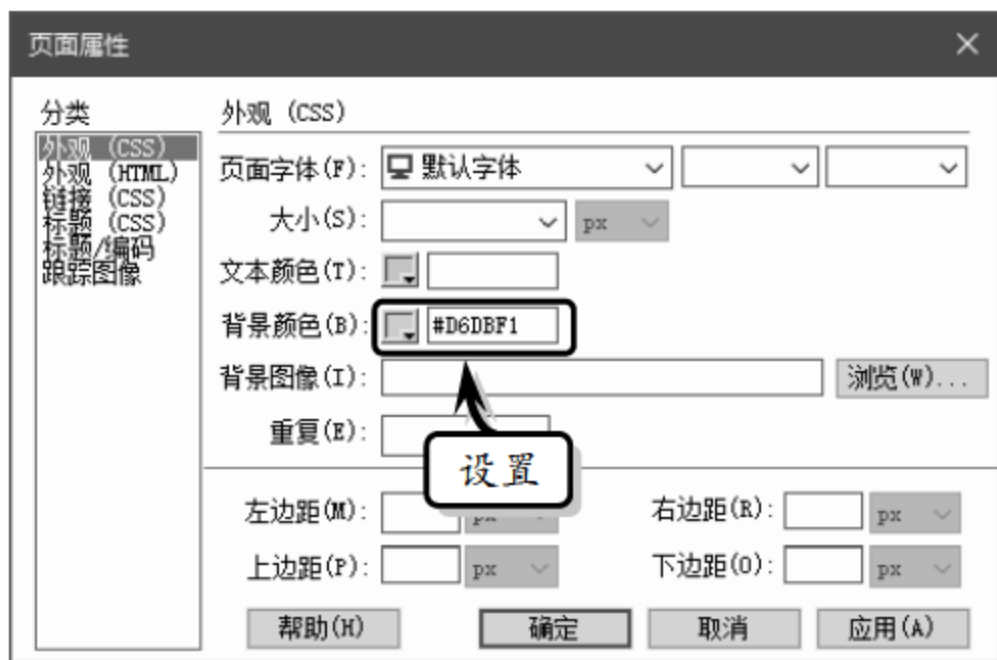 页面属性
分类
外观 (CSS)
外观 (HTML)
链接 (CSS)
标题 (CSS)
标题/编码
跟踪图像
外观 (CSS)
页面字体(F): 默认字体
大小(S): px
文本颜色(T):
背景颜色(B): #D6DBF1
背景图像(I): 浏览(W)...
重复(E):
设置
左边距(M): px 右边距(R): px
上边距(P): px 下边距(O): px
帮助(H) 确定 取消 应用(A)